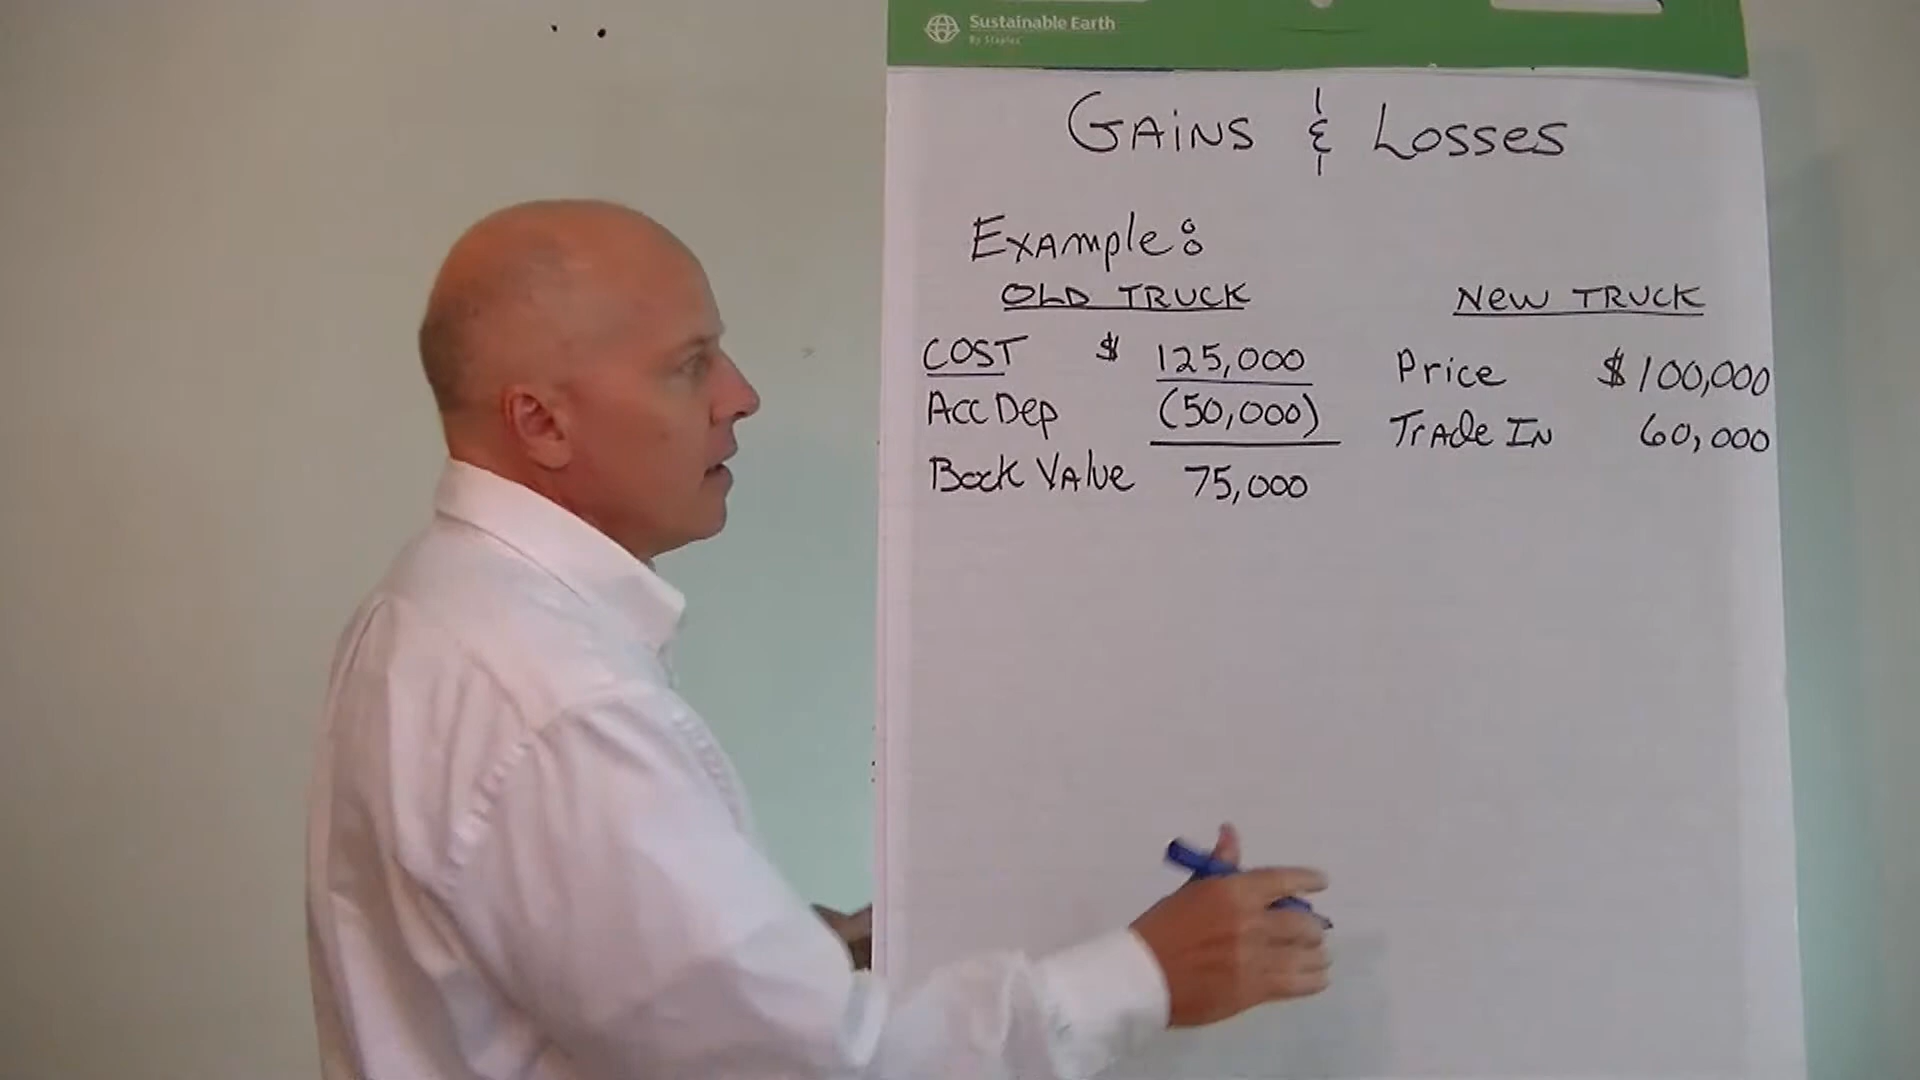 Sustainable Earth
By Staples
GAiNS & LOSSES
Example:
OLD TRUCK
COST $ 125,000
Acc Dep (50,000)
Book Value 75,000
New TRUCK
Price $100,000
Trade In 60,000